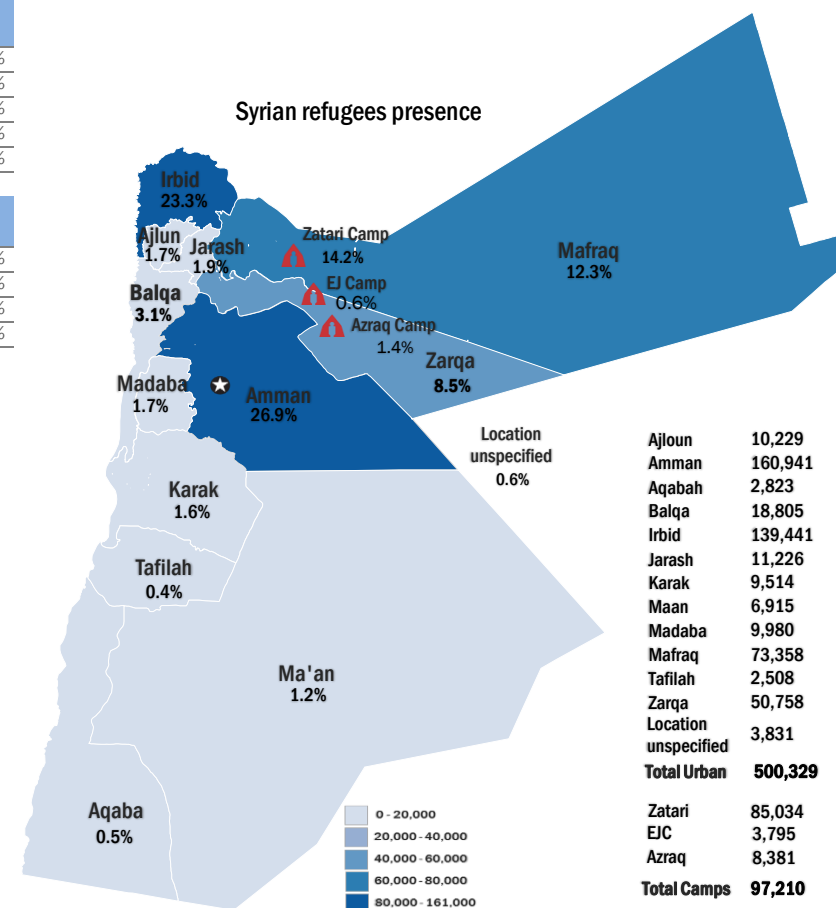 %
%
%
%
%
%
%
%
%
Syrian refugees presence
Irbid
23.3%
Ajlun
1.7%
Jarash
1.9%
Zatari Camp
14.2%
Mafraq
12.3%
EJ Camp
0.6%
Balqa
3.1%
Azraq Camp
1.4%
Zarqa
8.5%
Madaba
1.7%
Amman
26.9%
Location
unspecified
0.6%
Karak
1.6%
Tafilah
0.4%
Ma'an
1.2%
Aqaba
0.5%
0 - 20,000
20,000 - 40,000
40,000 - 60,000
60,000 - 80,000
80,000 - 161,000
Ajloun 10,229
Amman 160,941
Aqabah 2,823
Balqa 18,805
Irbid 139,441
Jarash 11,226
Karak 9,514
Maan 6,915
Madaba 9,980
Mafraq 73,358
Tafilah 2,508
Zarqa 50,758
Location
unspecified 3,831
Total Urban 500,329
Zatari 85,034
EJC 3,795
Azraq 8,381
Total Camps 97,210